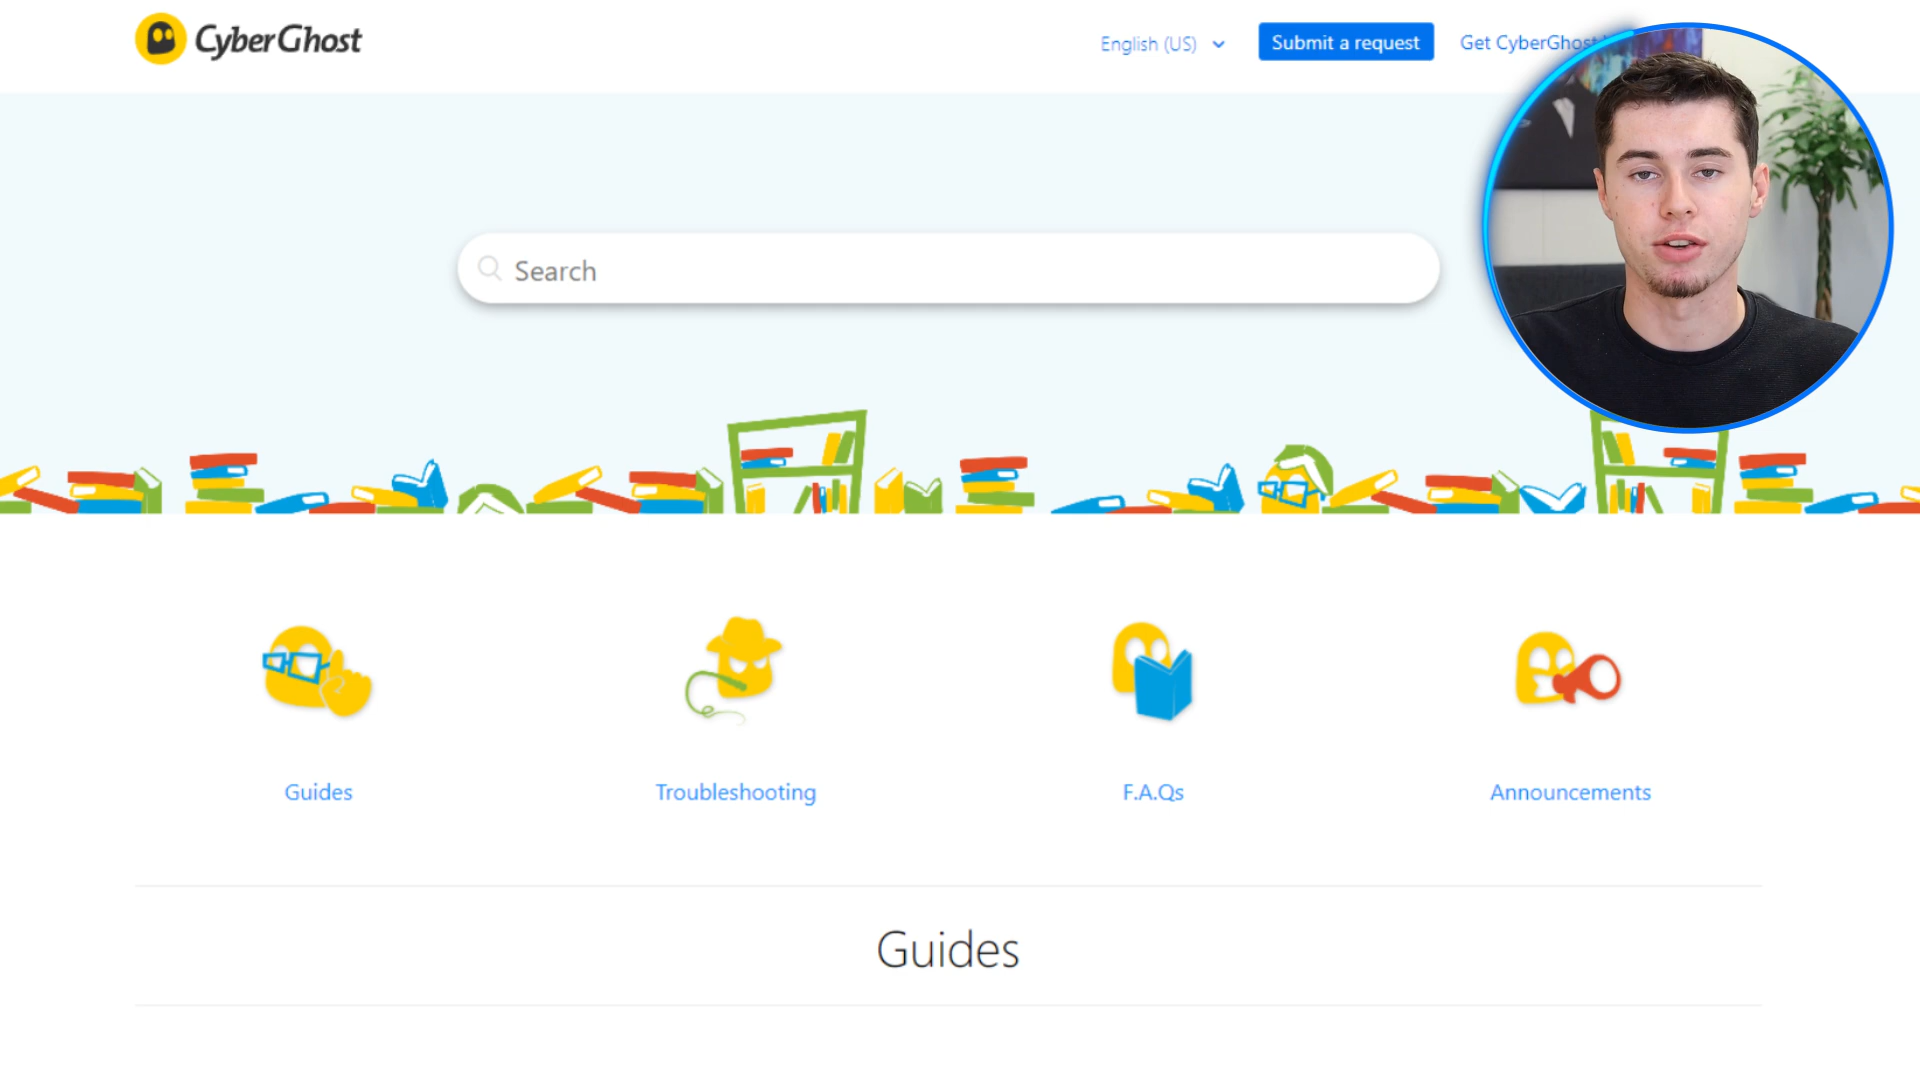 CyberGhost
English (US)
Submit a request
Get CyberGhost
Search
Guides
Troubleshooting
F.A.Qs
Announcements
Guides